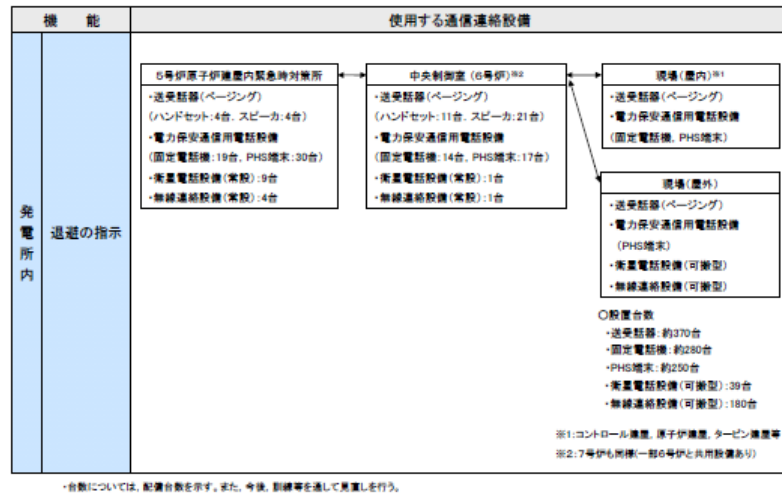 機　能
使用する通信連絡設備
発電所内
退避の指示
5号炉原子炉建屋内緊急時対策所
・送受話器(ページング)
(ハンドセット:4台, スピーカ:4台)
・電力保安通信用電話設備
(固定電話機:19台, PHS端末:30台)
・衛星電話設備(常設):9台
・無線連絡設備(常設):4台
中央制御室 (6号炉)※2
・送受話器(ページング)
(ハンドセット:11台, スピーカ:21台)
・電力保安通信用電話設備
(固定電話機:14台, PHS端末:17台)
・衛星電話設備(常設):1台
・無線連絡設備(常設):1台
現場(屋内)※1
・送受話器(ページング)
・電力保安通信用電話設備
(固定電話機, PHS端末)
現場(屋外)
・送受話器(ページング)
・電力保安通信用電話設備
(PHS端末)
・衛星電話設備(可搬型)
・無線連絡設備(可搬型)
〇設置台数
・送受話器:約370台
・固定電話機:約280台
・PHS端末:約250台
・衛星電話設備(可搬型):39台
・無線連絡設備(可搬型):180台
※1:コントロール建屋, 原子炉建屋, タービン建屋等
※2:7号炉も同様(一部6号炉と共用設備あり)
・台数については, 配備台数を示す。また, 今後, 訓練等を通して見直しを行う。